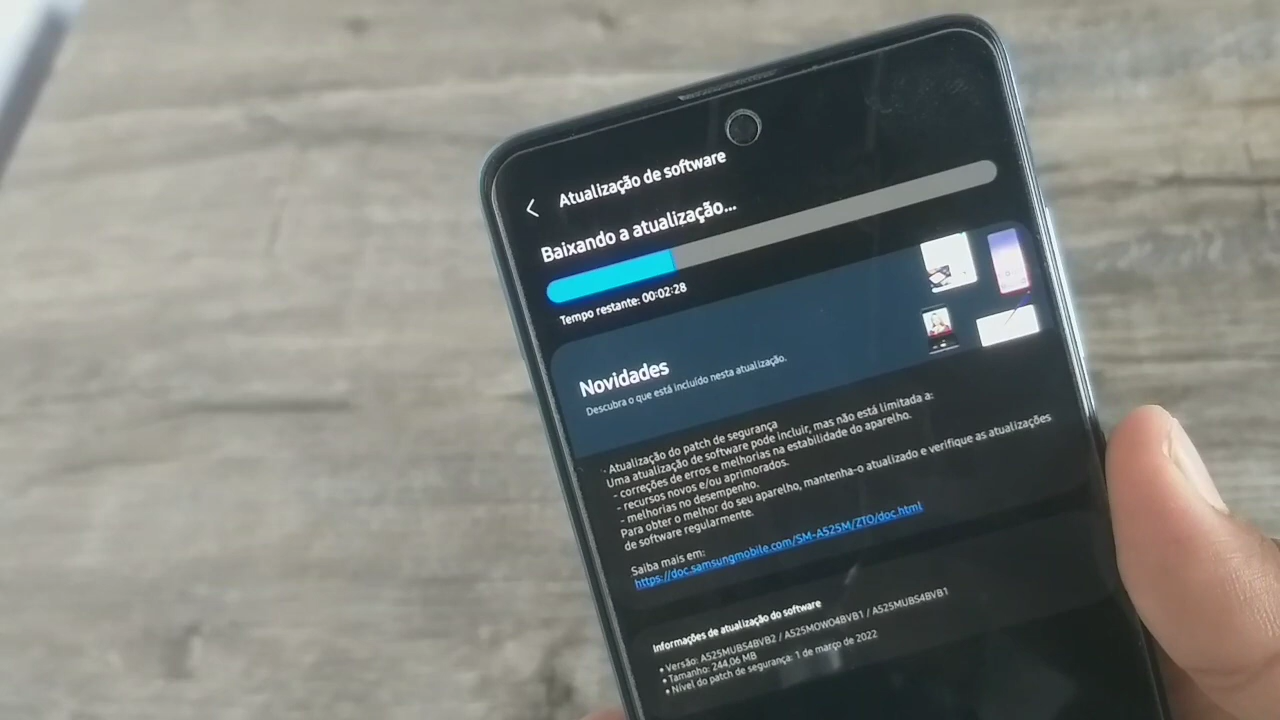 Atualização de software
Baixando a atualização...
Tempo restante: 00:02:28
Novidades
Descubra o que está incluído nesta atualização.
· Atualização do patch de segurança
Uma atualização de software pode incluir, mas não está limitada a:
- correções de erros e melhorias na estabilidade do aparelho.
- recursos novos e/ou aprimorados.
- melhorias no desempenho.
Para obter o melhor do seu aparelho, mantenha-o atualizado e verifique as atualizações
de software regularmente.
Saiba mais em:
https://doc.samsungmobile.com/SM-A525M/ZTO/doc.html
Informações de atualização do software
• Versão: A525MUBS4BVB2 / A525MOWO4BVB1 / A525MUBS4BVB1
• Tamanho: 244,06 MB
• Nível do patch de segurança: 1 de março de 2022